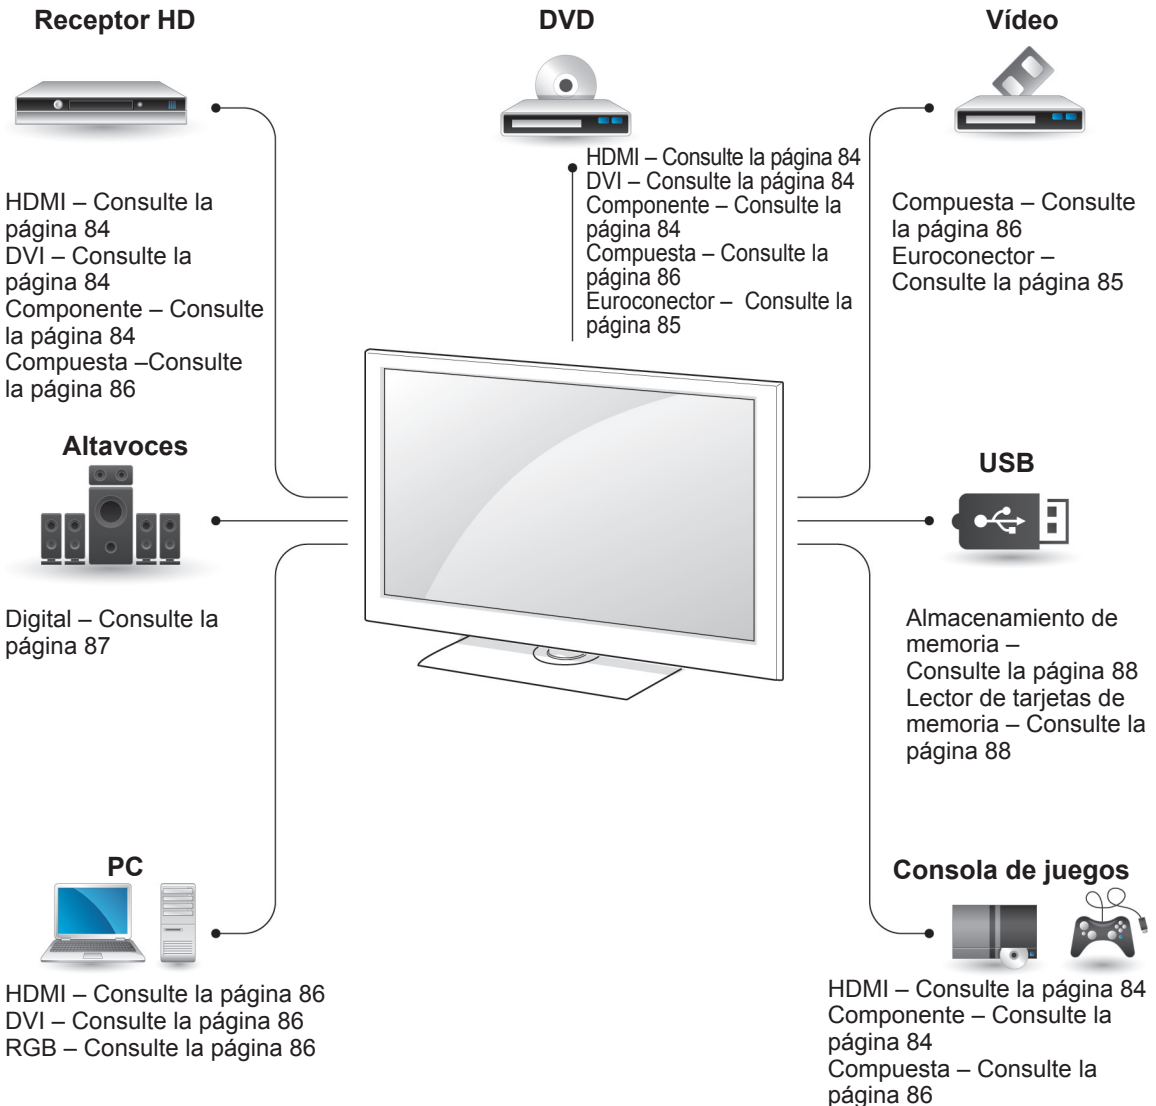 Receptor HD
HDMI – Consulte la
página 84
DVI – Consulte la
página 84
Componente – Consulte
la página 84
Compuesta –Consulte
la página 86
DVD
HDMI – Consulte la página 84
DVI – Consulte la página 84
Componente – Consulte la
página 84
Compuesta – Consulte la
página 86
Euroconector –  Consulte la
página 85
Vídeo
Compuesta – Consulte
la página 86
Euroconector –
Consulte la página 85
Altavoces
Digital – Consulte la
página 87
USB
Almacenamiento de
memoria –
Consulte la página 88
Lector de tarjetas de
memoria – Consulte la
página 88
PC
HDMI – Consulte la página 86
DVI – Consulte la página 86
RGB – Consulte la página 86
Consola de juegos
HDMI – Consulte la página 84
Componente – Consulte la
página 84
Compuesta – Consulte la
página 86